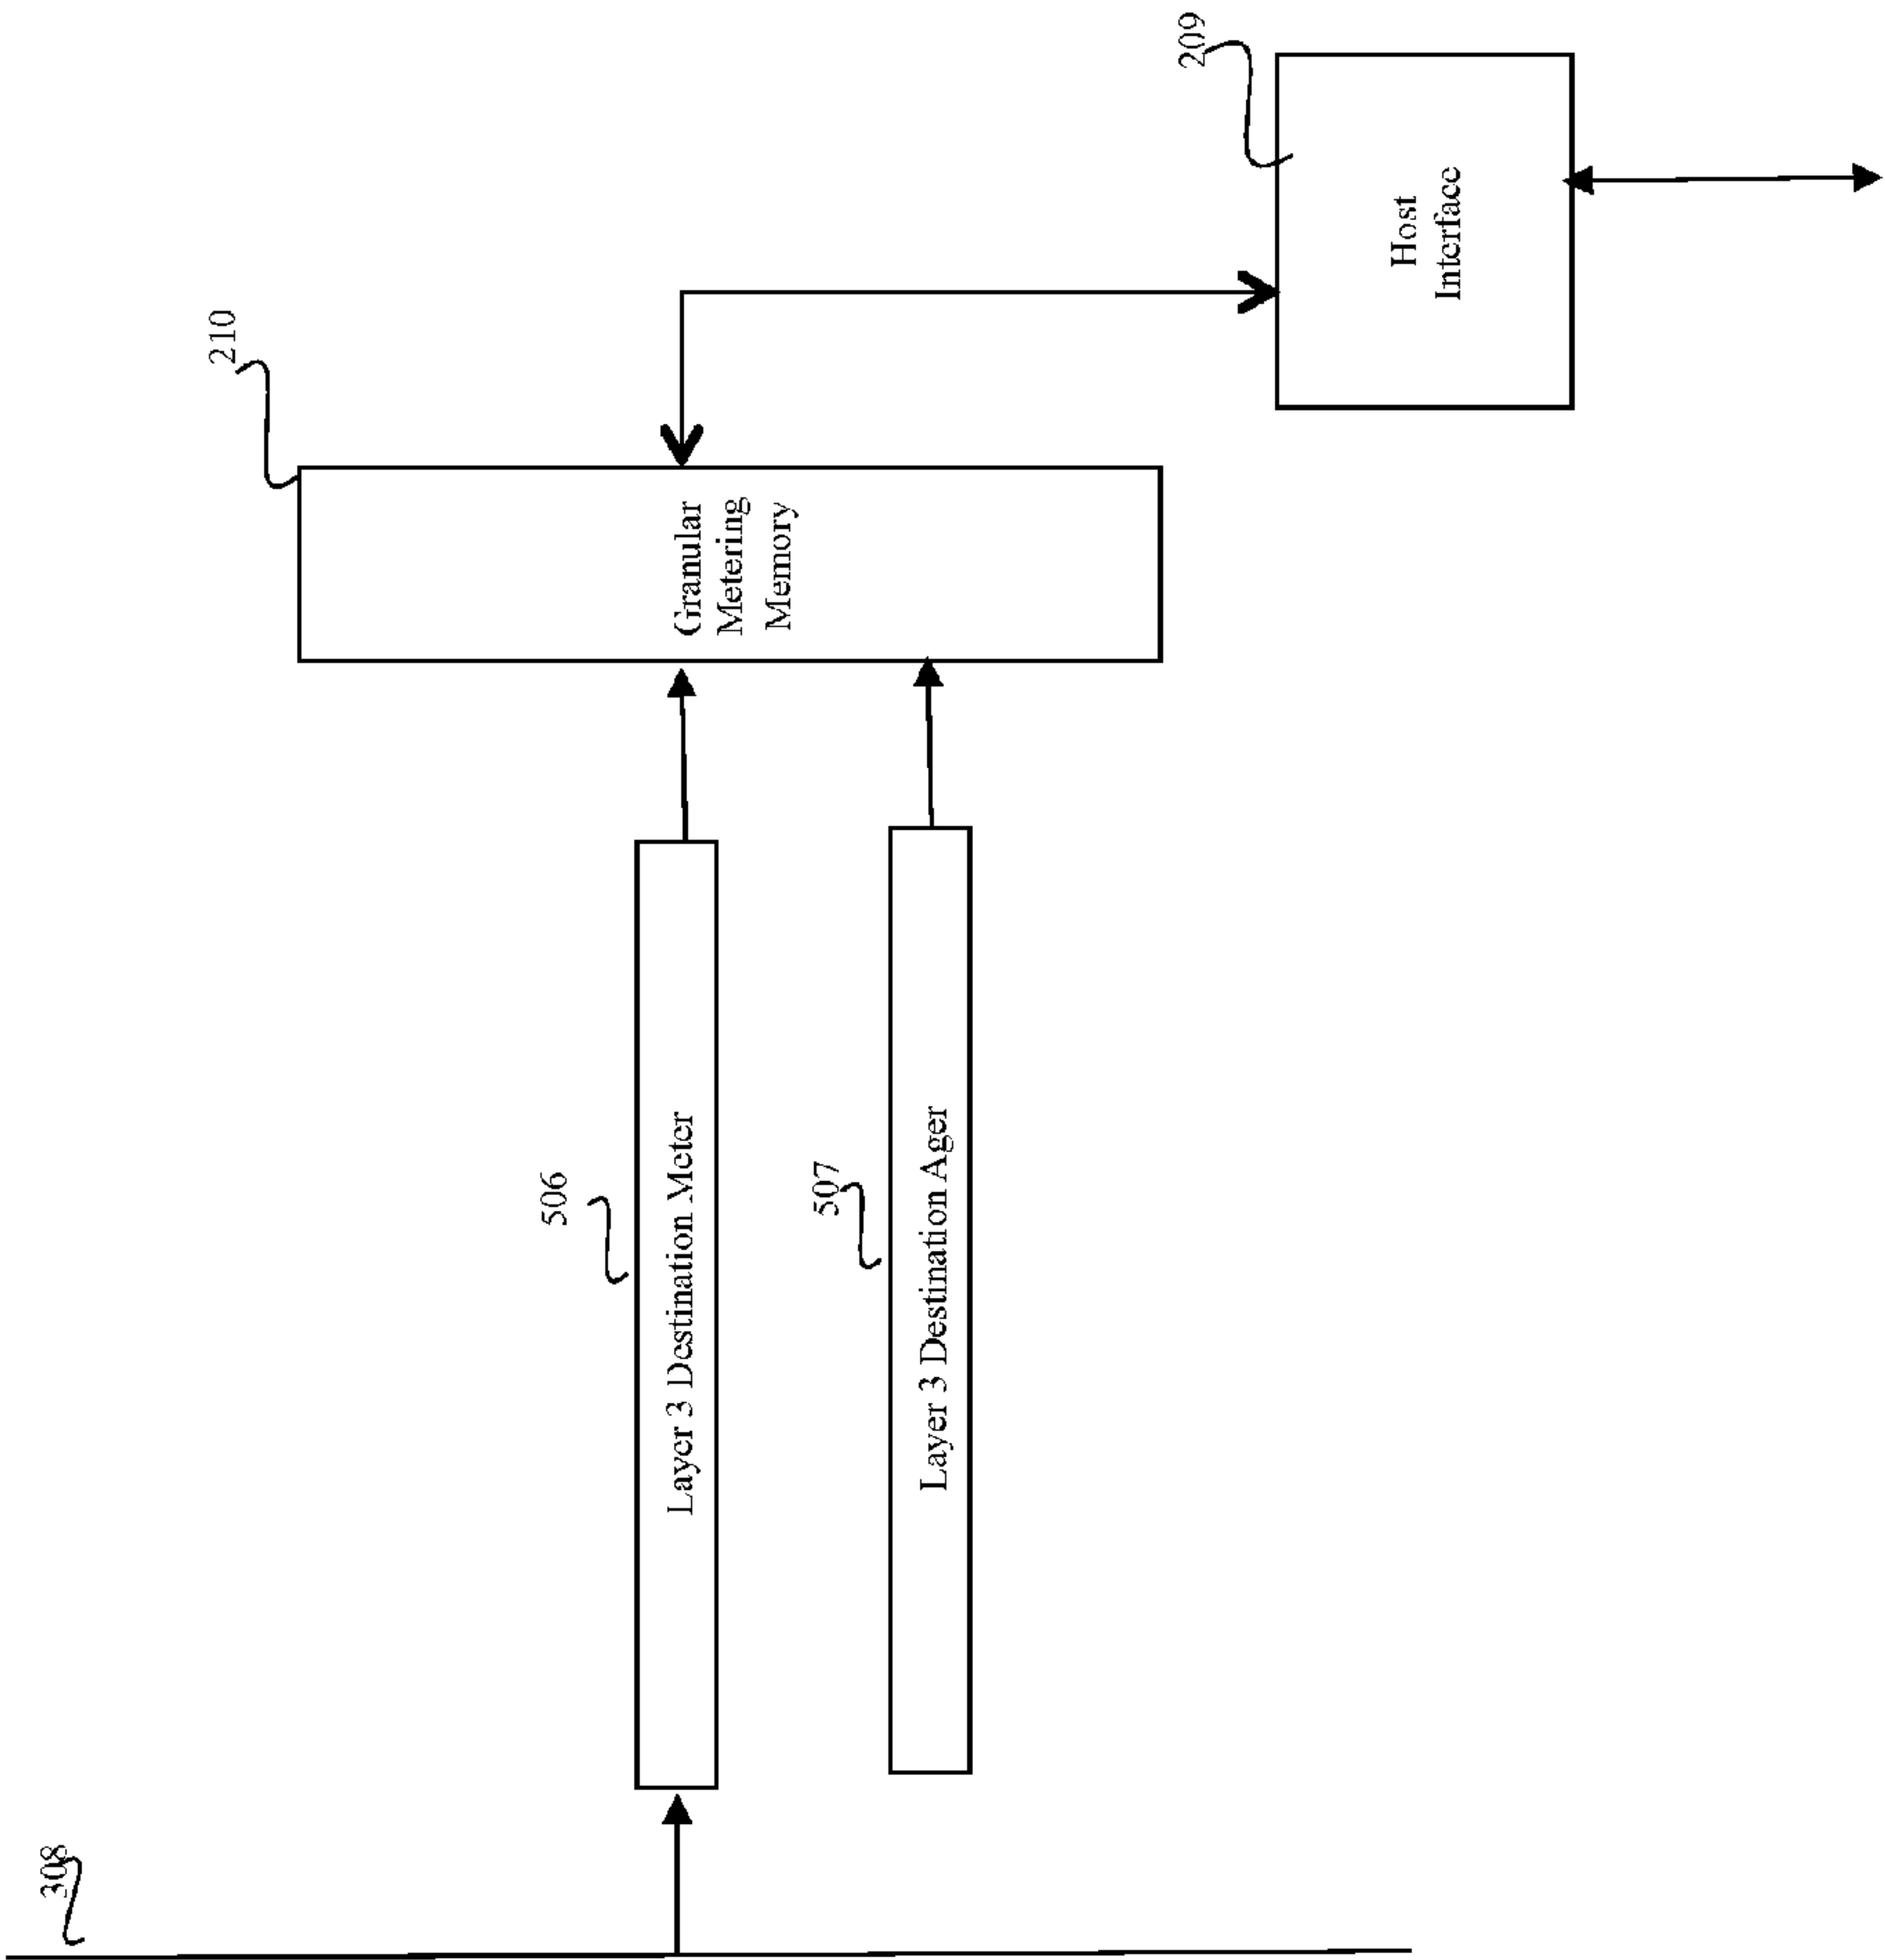 308
506
Layer 3 Destination Meter
507
Layer 3 Destination Ager
210
Granular
Metering
Memory
209
Host
Interface